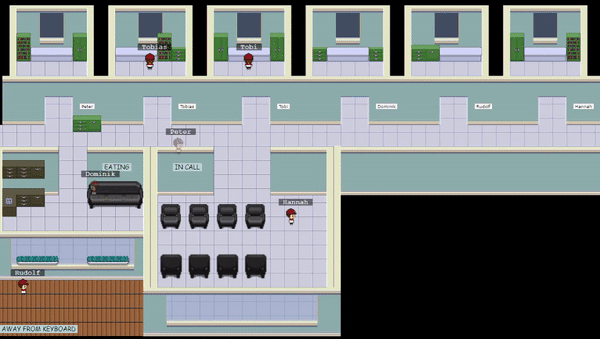 Tobias
Tobi
Peter
Tobias
Tobi
Dominik
Rudolf
Hannah
Peter
EATING
IN CALL
Dominik
Hannah
Rudolf
AWAY FROM KEYBOARD